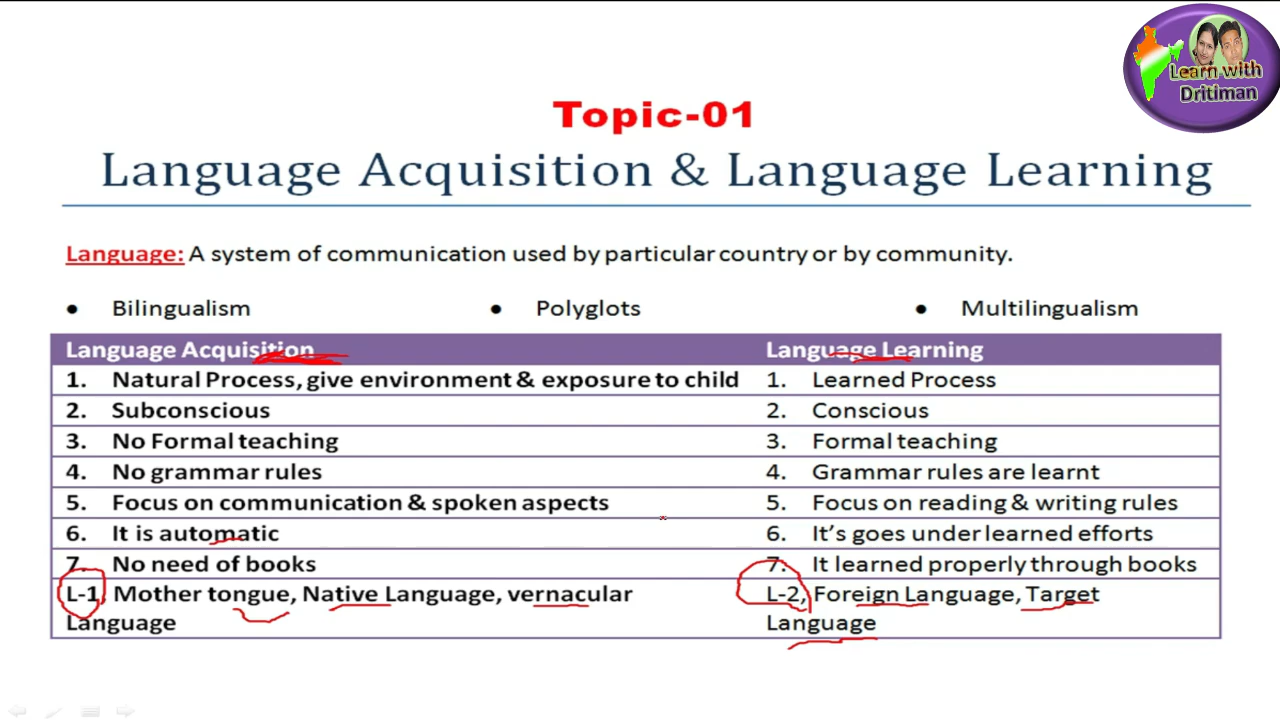 Learn with
Dritiman
Topic-01
Language Acquisition & Language Learning
Language: A system of communication used by particular country or by community.
• Bilingualism • Polyglots • Multilingualism
Language Acquisition Language Learning
1. Natural Process, give environment & exposure to child 1. Learned Process
2. Subconscious 2. Conscious
3. No Formal teaching 3. Formal teaching
4. No grammar rules 4. Grammar rules are learnt
5. Focus on communication & spoken aspects 5. Focus on reading & writing rules
6. It is automatic 6. It's goes under learned efforts
7. No need of books 7. It learned properly through books
L-1, Mother tongue, Native Language, vernacular L-2, Foreign Language, Target
Language Language